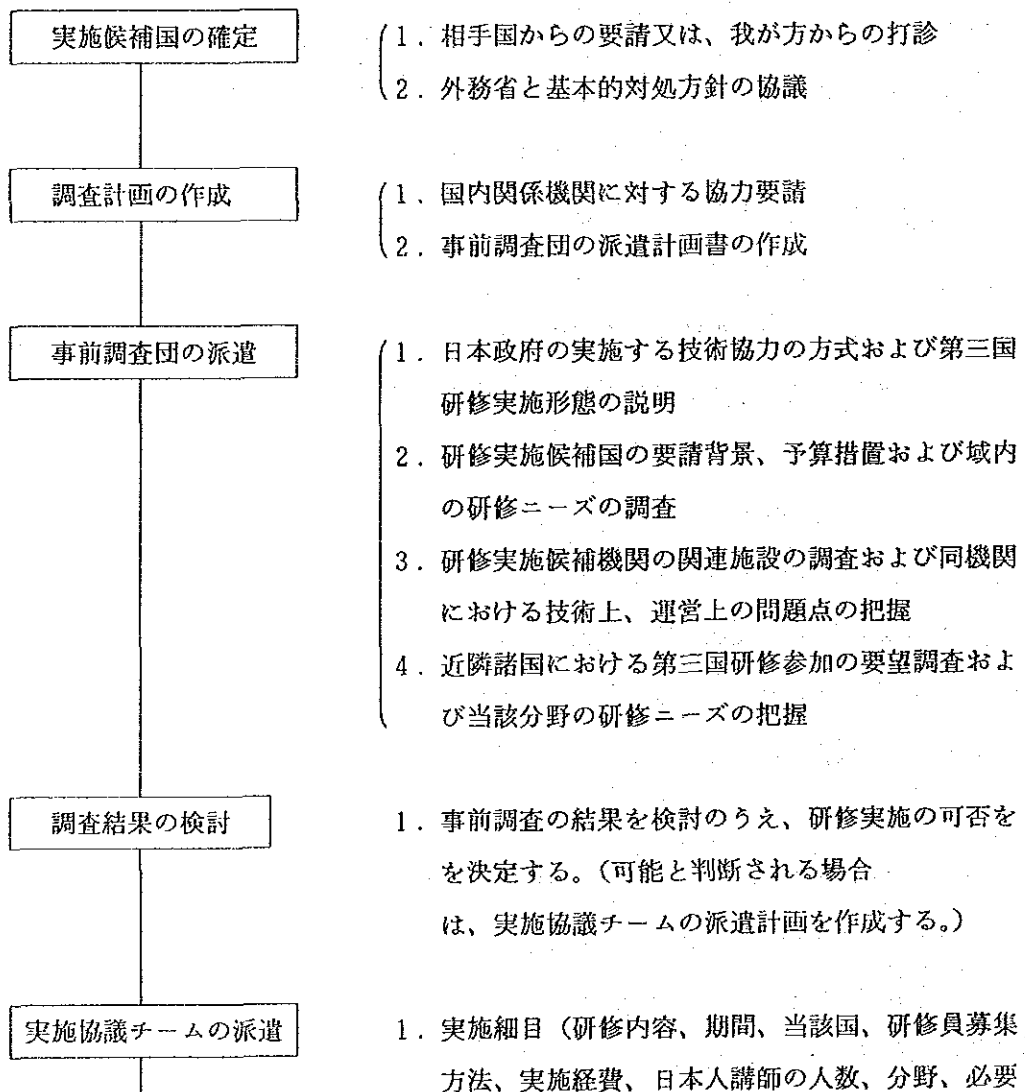 実施候補国の確定
1. 相手国からの要請又は、我が方からの打診
2. 外務省と基本的対処方針の協議
調査計画の作成
1. 国内関係機関に対する協力要請
2. 事前調査団の派遣計画書の作成
事前調査団の派遣
1. 日本政府の実施する技術協力の方式および第三国
研修実施形態の説明
2. 研修実施候補国の要請背景、予算措置および域内
の研修ニーズの調査
3. 研修実施候補機関の関連施設の調査および同機関
における技術上、運営上の問題点の把握
4. 近隣諸国における第三国研修参加の要望調査およ
び当該分野の研修ニーズの把握
調査結果の検討
1. 事前調査の結果を検討のうえ、研修実施の可否を
を決定する。(可能と判断される場合
は、実施協議チームの派遣計画を作成する。)
実施協議チームの派遣
1. 実施細目(研修内容、期間、当該国、研修員募集
方法、実施経費、日本人講師の人数、分野、必要